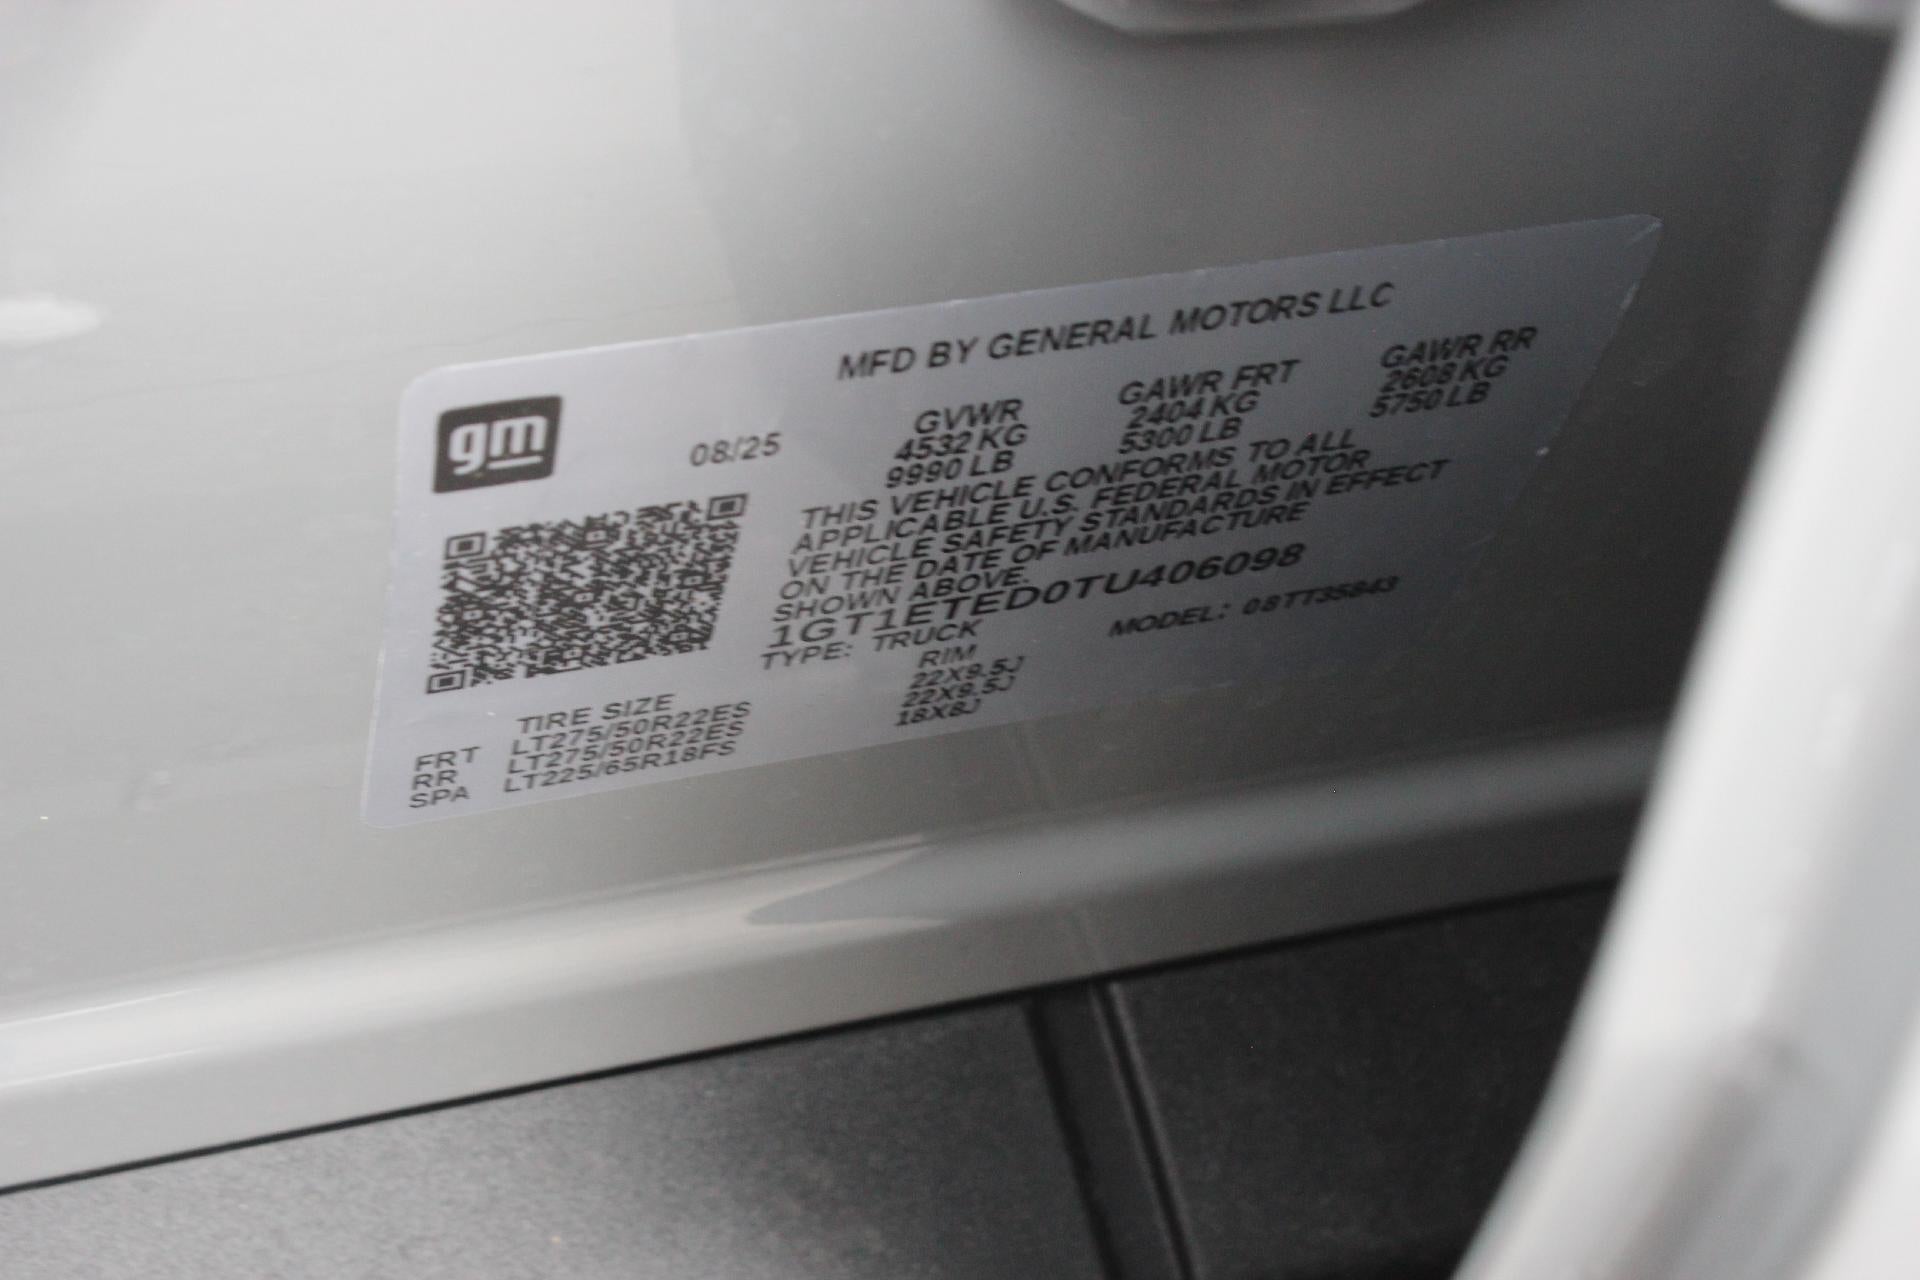 MFD BY GENERAL MOTORS LLC
gm
08/25
GVWR GAWR FRT GAWR RR
4532 KG 2404 KG 2608 KG
9990 LB 5300 LB 5750 LB
THIS VEHICLE CONFORMS TO ALL
APPLICABLE U.S. FEDERAL MOTOR
VEHICLE SAFETY STANDARDS IN EFFECT
ON THE DATE OF MANUFACTURE
SHOWN ABOVE.
1GT1ETED0TU406098
TYPE: TRUCK MODEL: 08TT35843
TIRE SIZE RIM
FRT LT275/50R22ES 22X9.5J
RR LT275/50R22ES 22X9.5J
SPA LT225/65R18FS 18X8J